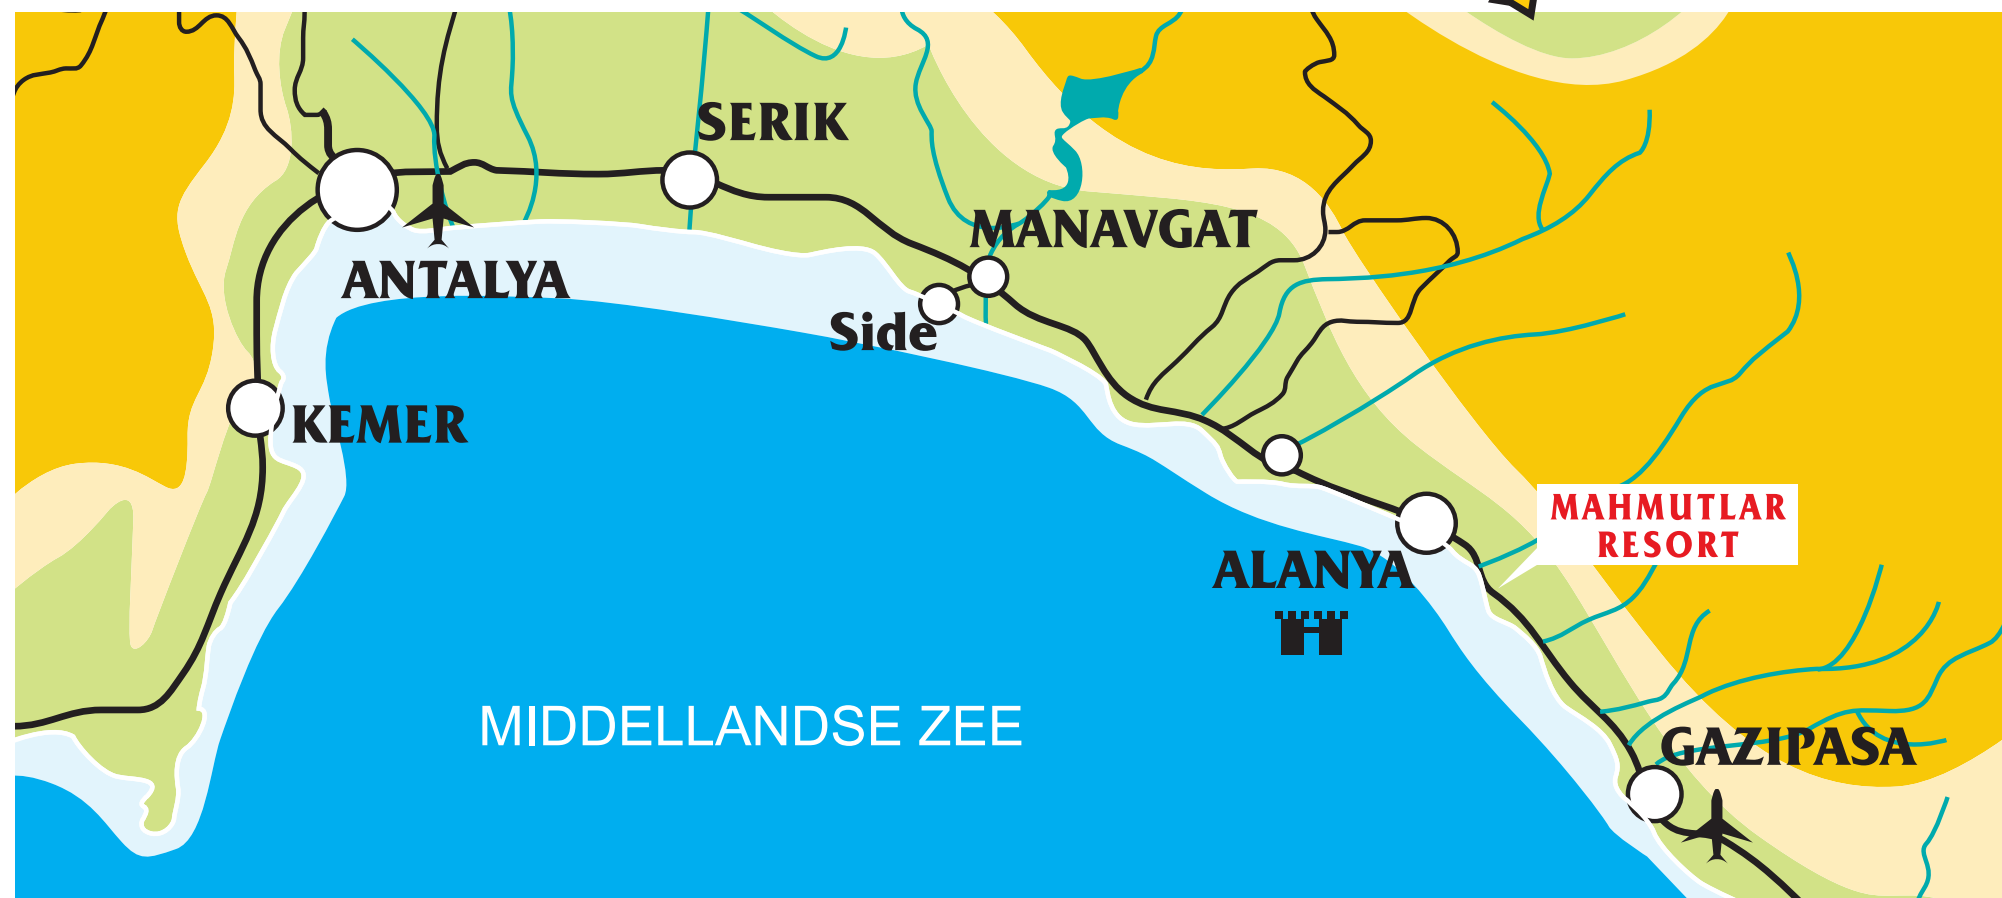 SERIK
MANAVGAT
ANTALYA
Side
KEMER
MAHMUTLAR
RESORT
ALANYA
MIDDELLANDSE ZEE
GAZIPASA